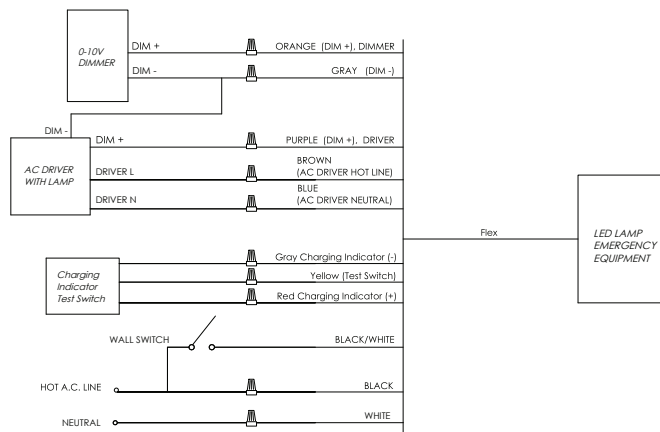 0-10V
DIMMER
DIM +
ORANGE (DIM +), DIMMER
DIM -
GRAY (DIM -)
DIM -
AC DRIVER
WITH LAMP
DIM +
PURPLE (DIM +), DRIVER
DRIVER L
BROWN
(AC DRIVER HOT LINE)
DRIVER N
BLUE
(AC DRIVER NEUTRAL)
Flex
LED LAMP
EMERGENCY
EQUIPMENT
Charging
Indicator
Test Switch
Gray Charging Indicator (-)
Yellow (Test Switch)
Red Charging Indicator (+)
WALL SWITCH
BLACK/WHITE
HOT A.C. LINE
BLACK
NEUTRAL
WHITE